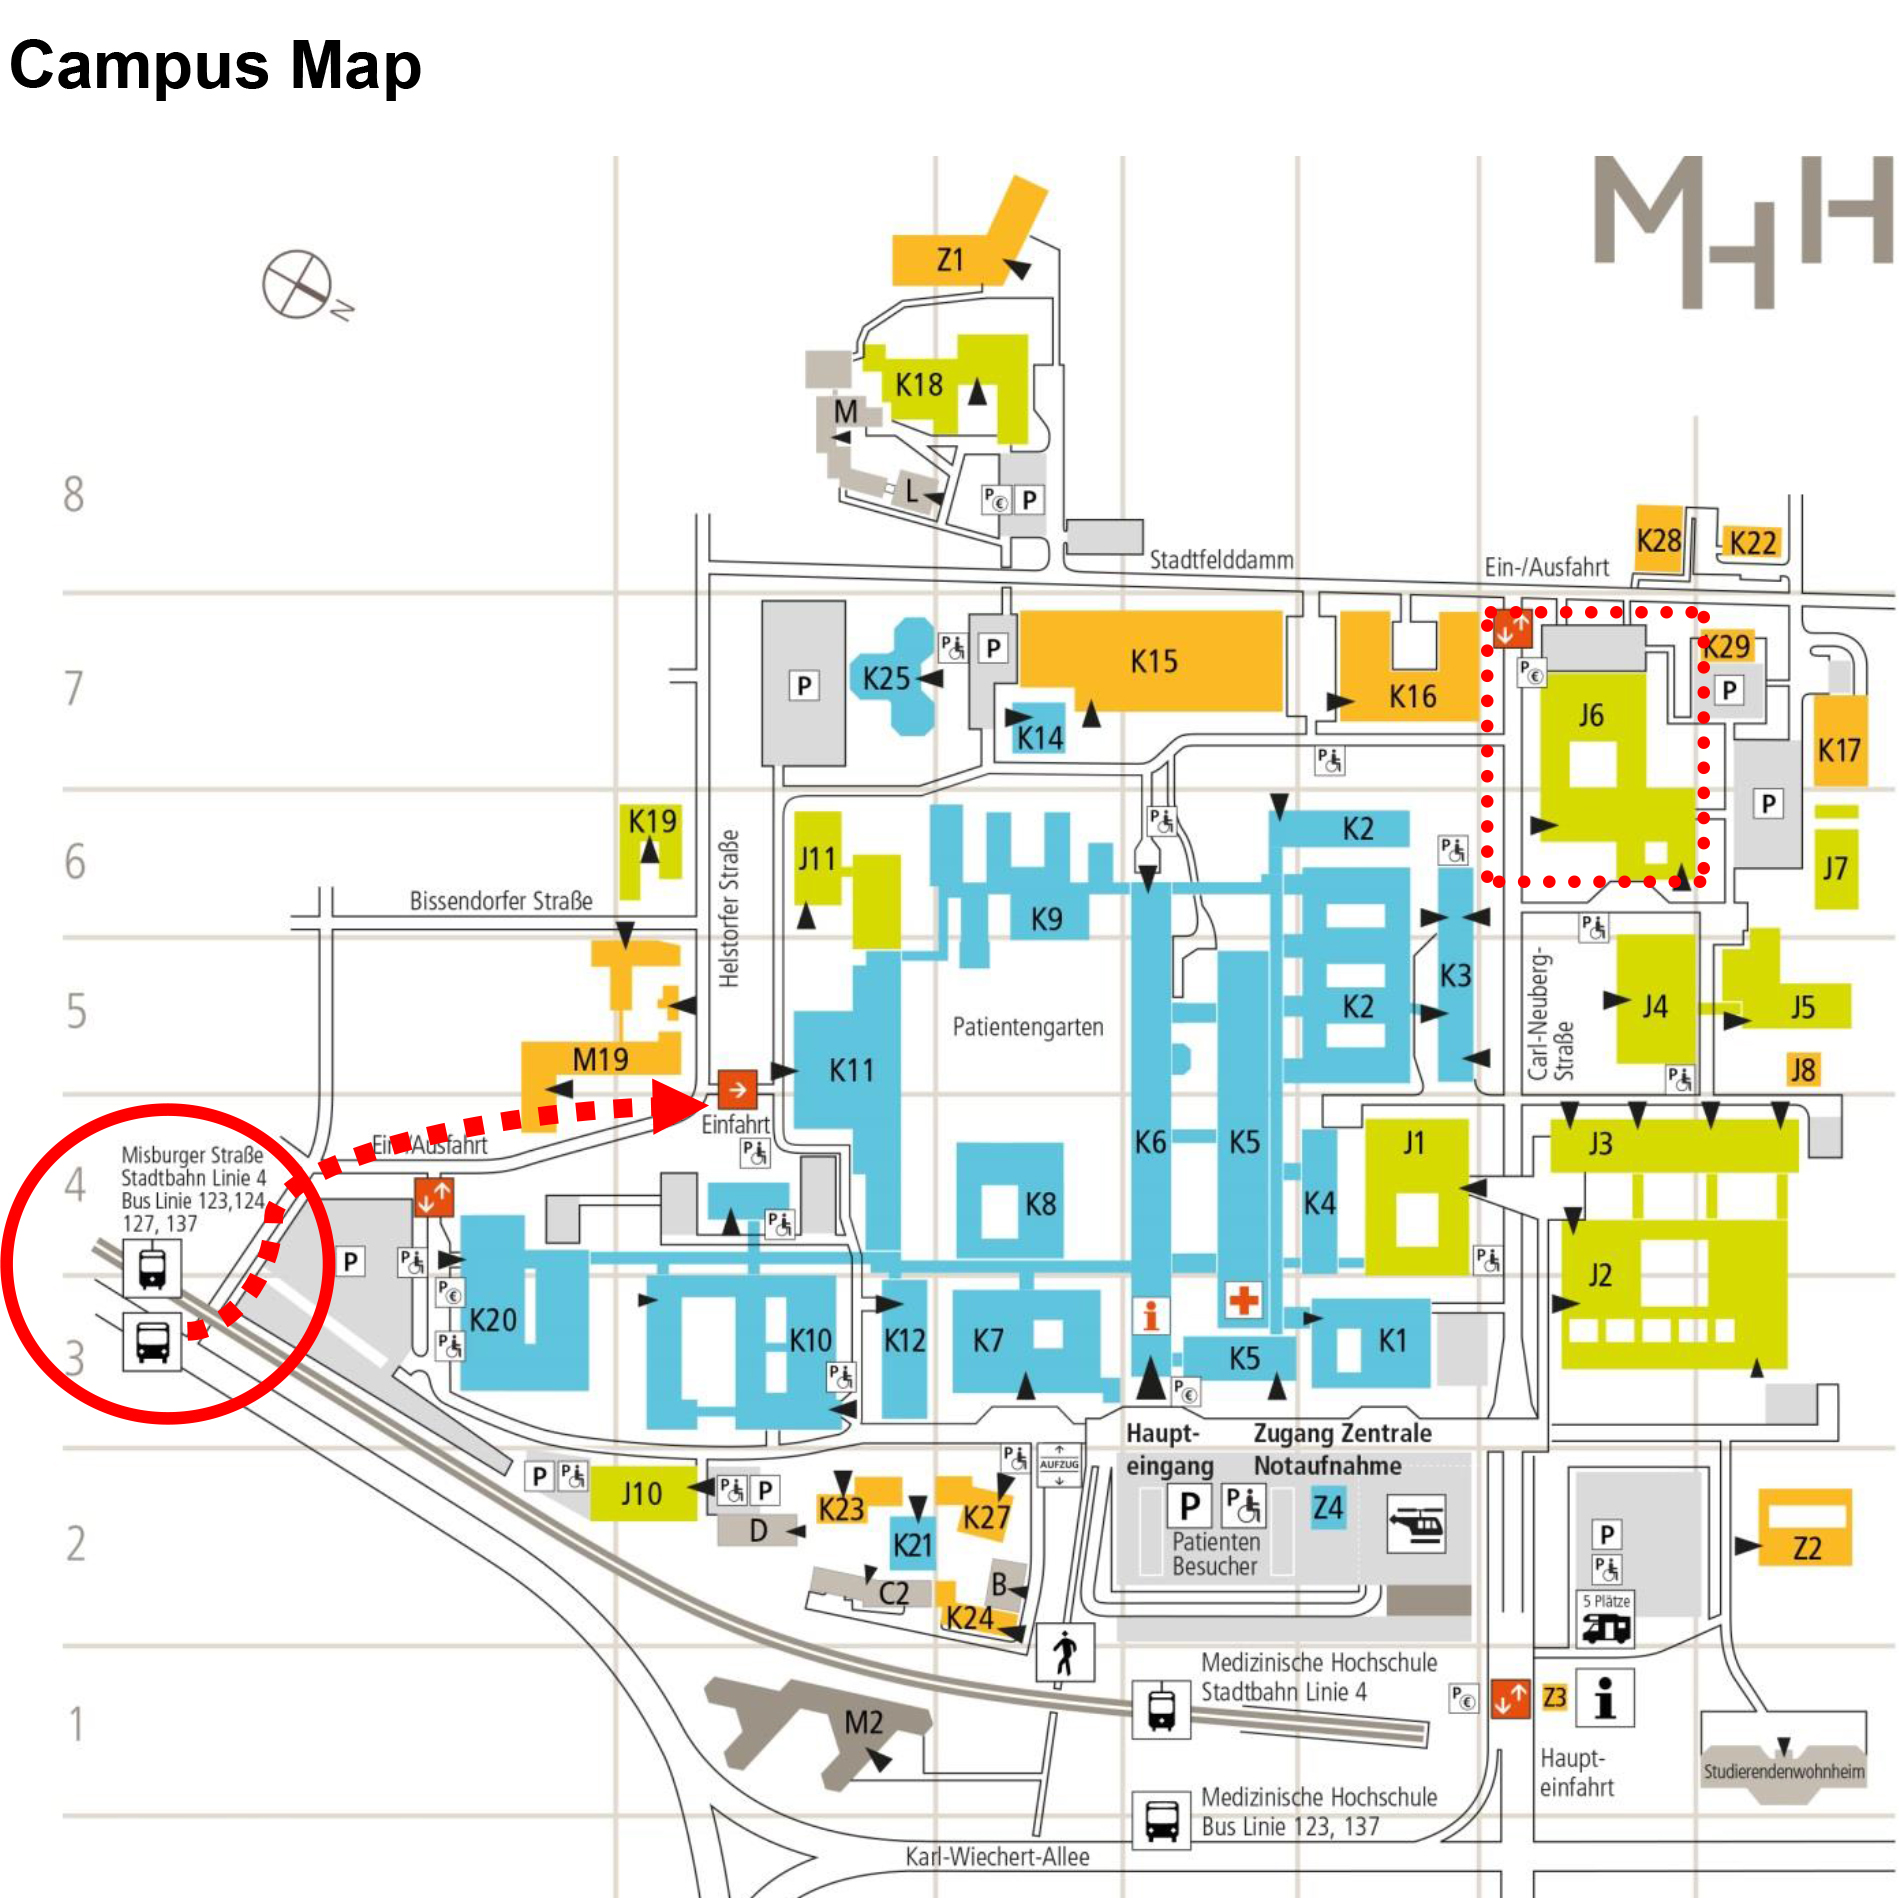 Campus Map
MHH
N
Z1
K18
M
L
P€
P
8
Stadtfelddamm
Ein-/Ausfahrt
K28
K22
7
P
K25
P
P
K15
K14
K16
P€
J6
K29
P
K17
P
P
6
K19
Helstorfer Straße
J11
K9
P
K2
P
K3
J7
Bissendorfer Straße
5
M19
K11
Patientengarten
K2
Carl-Neuberg-
Straße
P
J4
J5
J8
P
Einfahrt
P
Ein-/Ausfahrt
4
Misburger Straße
Stadtbahn Linie 4
Bus Linie 123,124,
127, 137
P
P
P€
P
K20
P
K8
K6
K5
K4
J1
P
J3
J2
3
K10
P
K12
K7
i
K5
P€
K1
Haupt-
eingang
Zugang Zentrale
Notaufnahme
2
P
P
J10
P
P
D
K23
K21
K27
P
AUFZUG
C2
B
K24
P
P
Patienten
Besucher
Z4
P
P
5 Plätze
Z2
1
M2
Medizinische Hochschule
Stadtbahn Linie 4
P€
Z3
i
Haupt-
einfahrt
Studierendenwohnheim
Medizinische Hochschule
Bus Linie 123, 137
Karl-Wiechert-Allee